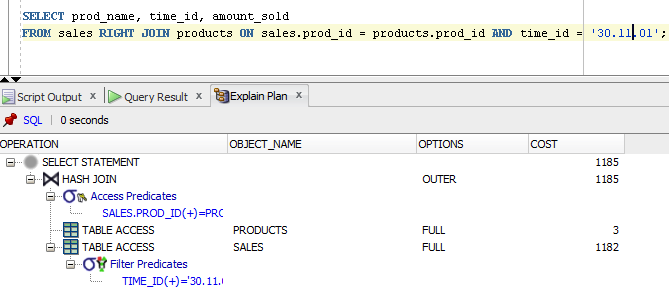 SELECT prod_name, time_id, amount_sold
FROM sales RIGHT JOIN products ON sales.prod_id = products.prod_id AND time_id = '30.11.01';
Script Output x Query Result x Explain Plan x
SQL | 0 seconds
OPERATION OBJECT_NAME OPTIONS COST
SELECT STATEMENT 1185
HASH JOIN OUTER 1185
Access Predicates
SALES.PROD_ID(+)=PRO
TABLE ACCESS PRODUCTS FULL 3
TABLE ACCESS SALES FULL 1182
Filter Predicates
TIME_ID(+)='30.11.0